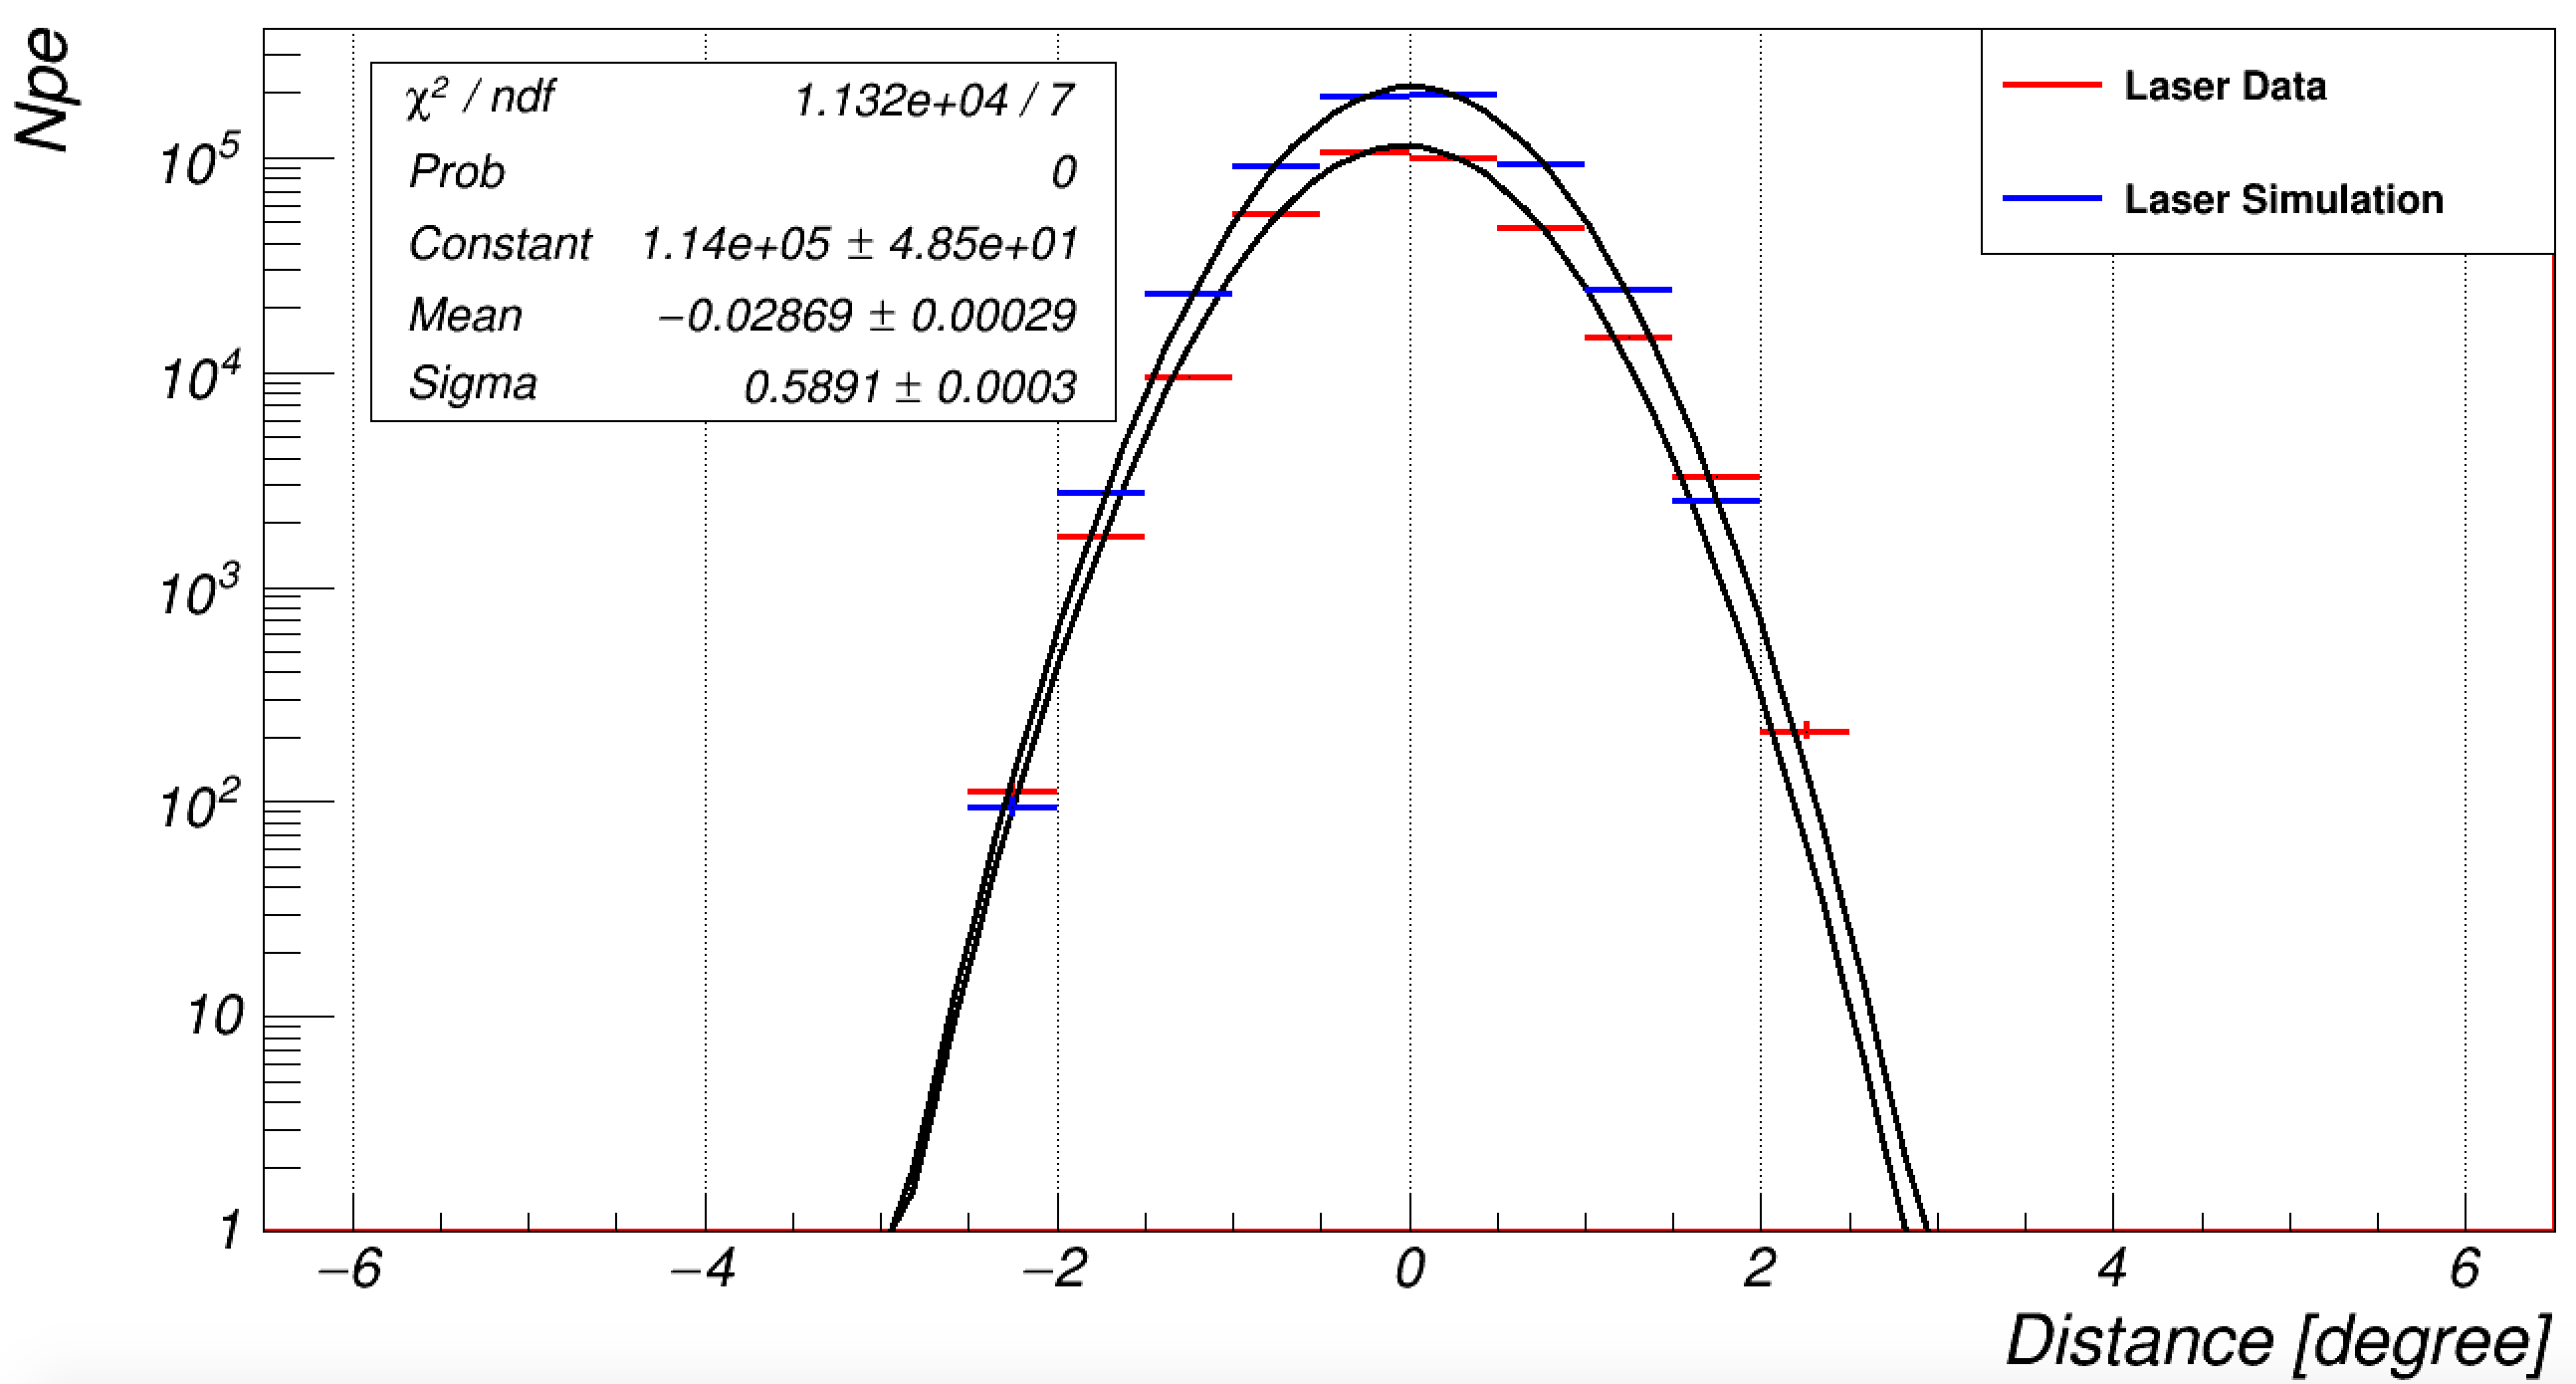 Npe
χ² / ndf 1.132e+04 / 7
Prob 0
Constant 1.14e+05 ± 4.85e+01
Mean −0.02869 ± 0.00029
Sigma 0.5891 ± 0.0003
Laser Data
Laser Simulation
10⁵
10⁴
10³
10²
10
1
−6 −4 −2 0 2 4 6
Distance [degree]